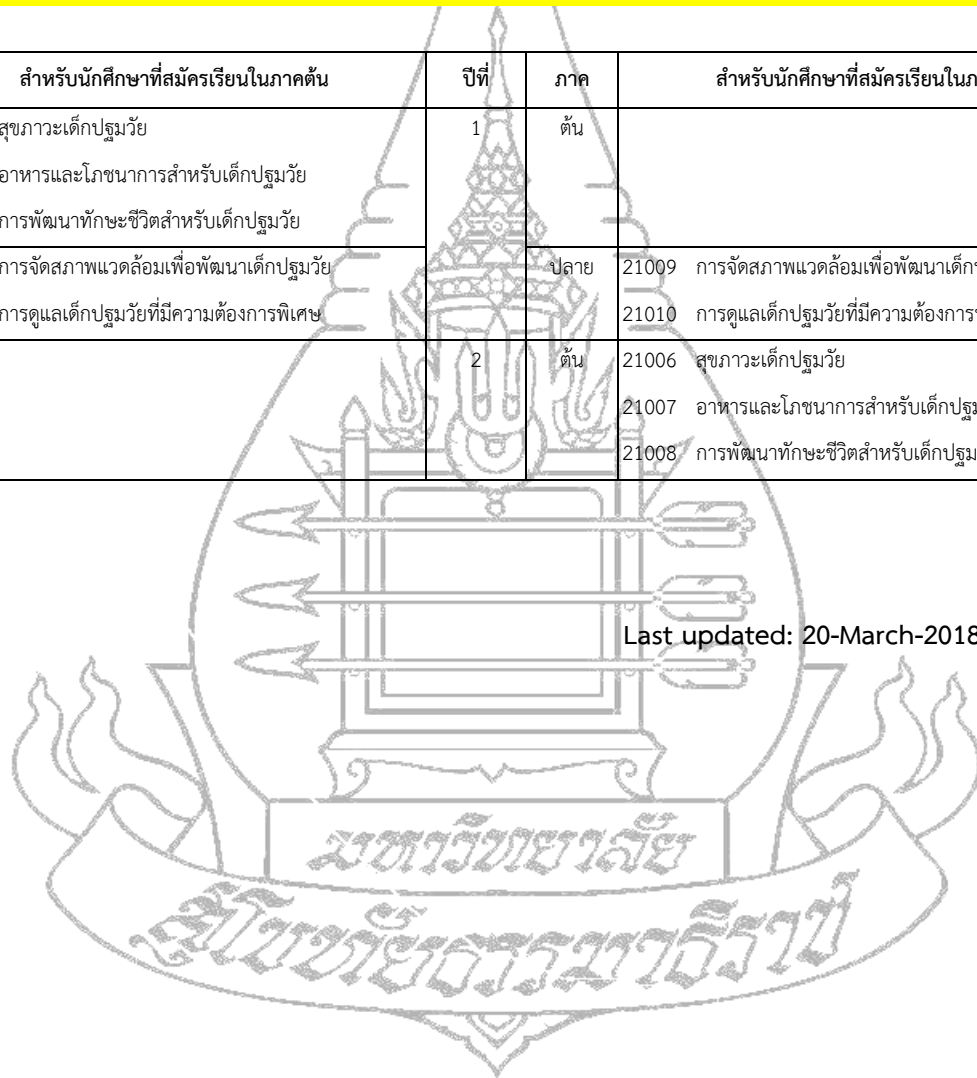 สำหรับนักศึกษาที่สมัครเรียนในภาคต้น ปีที่ ภาค สำหรับนักศึกษาที่สมัครเรียนในภ
สุขภาวะเด็กปฐมวัย 1 ต้น
อาหารและโภชนาการสำหรับเด็กปฐมวัย
การพัฒนาทักษะชีวิตสำหรับเด็กปฐมวัย
การจัดสภาพแวดล้อมเพื่อพัฒนาเด็กปฐมวัย ปลาย 21009 การจัดสภาพแวดล้อมเพื่อพัฒนาเด็ก
การดูแลเด็กปฐมวัยที่มีความต้องการพิเศษ 21010 การดูแลเด็กปฐมวัยที่มีความต้องการ
2 ต้น 21006 สุขภาวะเด็กปฐมวัย
21007 อาหารและโภชนาการสำหรับเด็กปฐม
21008 การพัฒนาทักษะชีวิตสำหรับเด็กปฐม
Last updated: 20-March-2018
มหาวิทยาลัย
สุโขทัยธรรมาธิราช